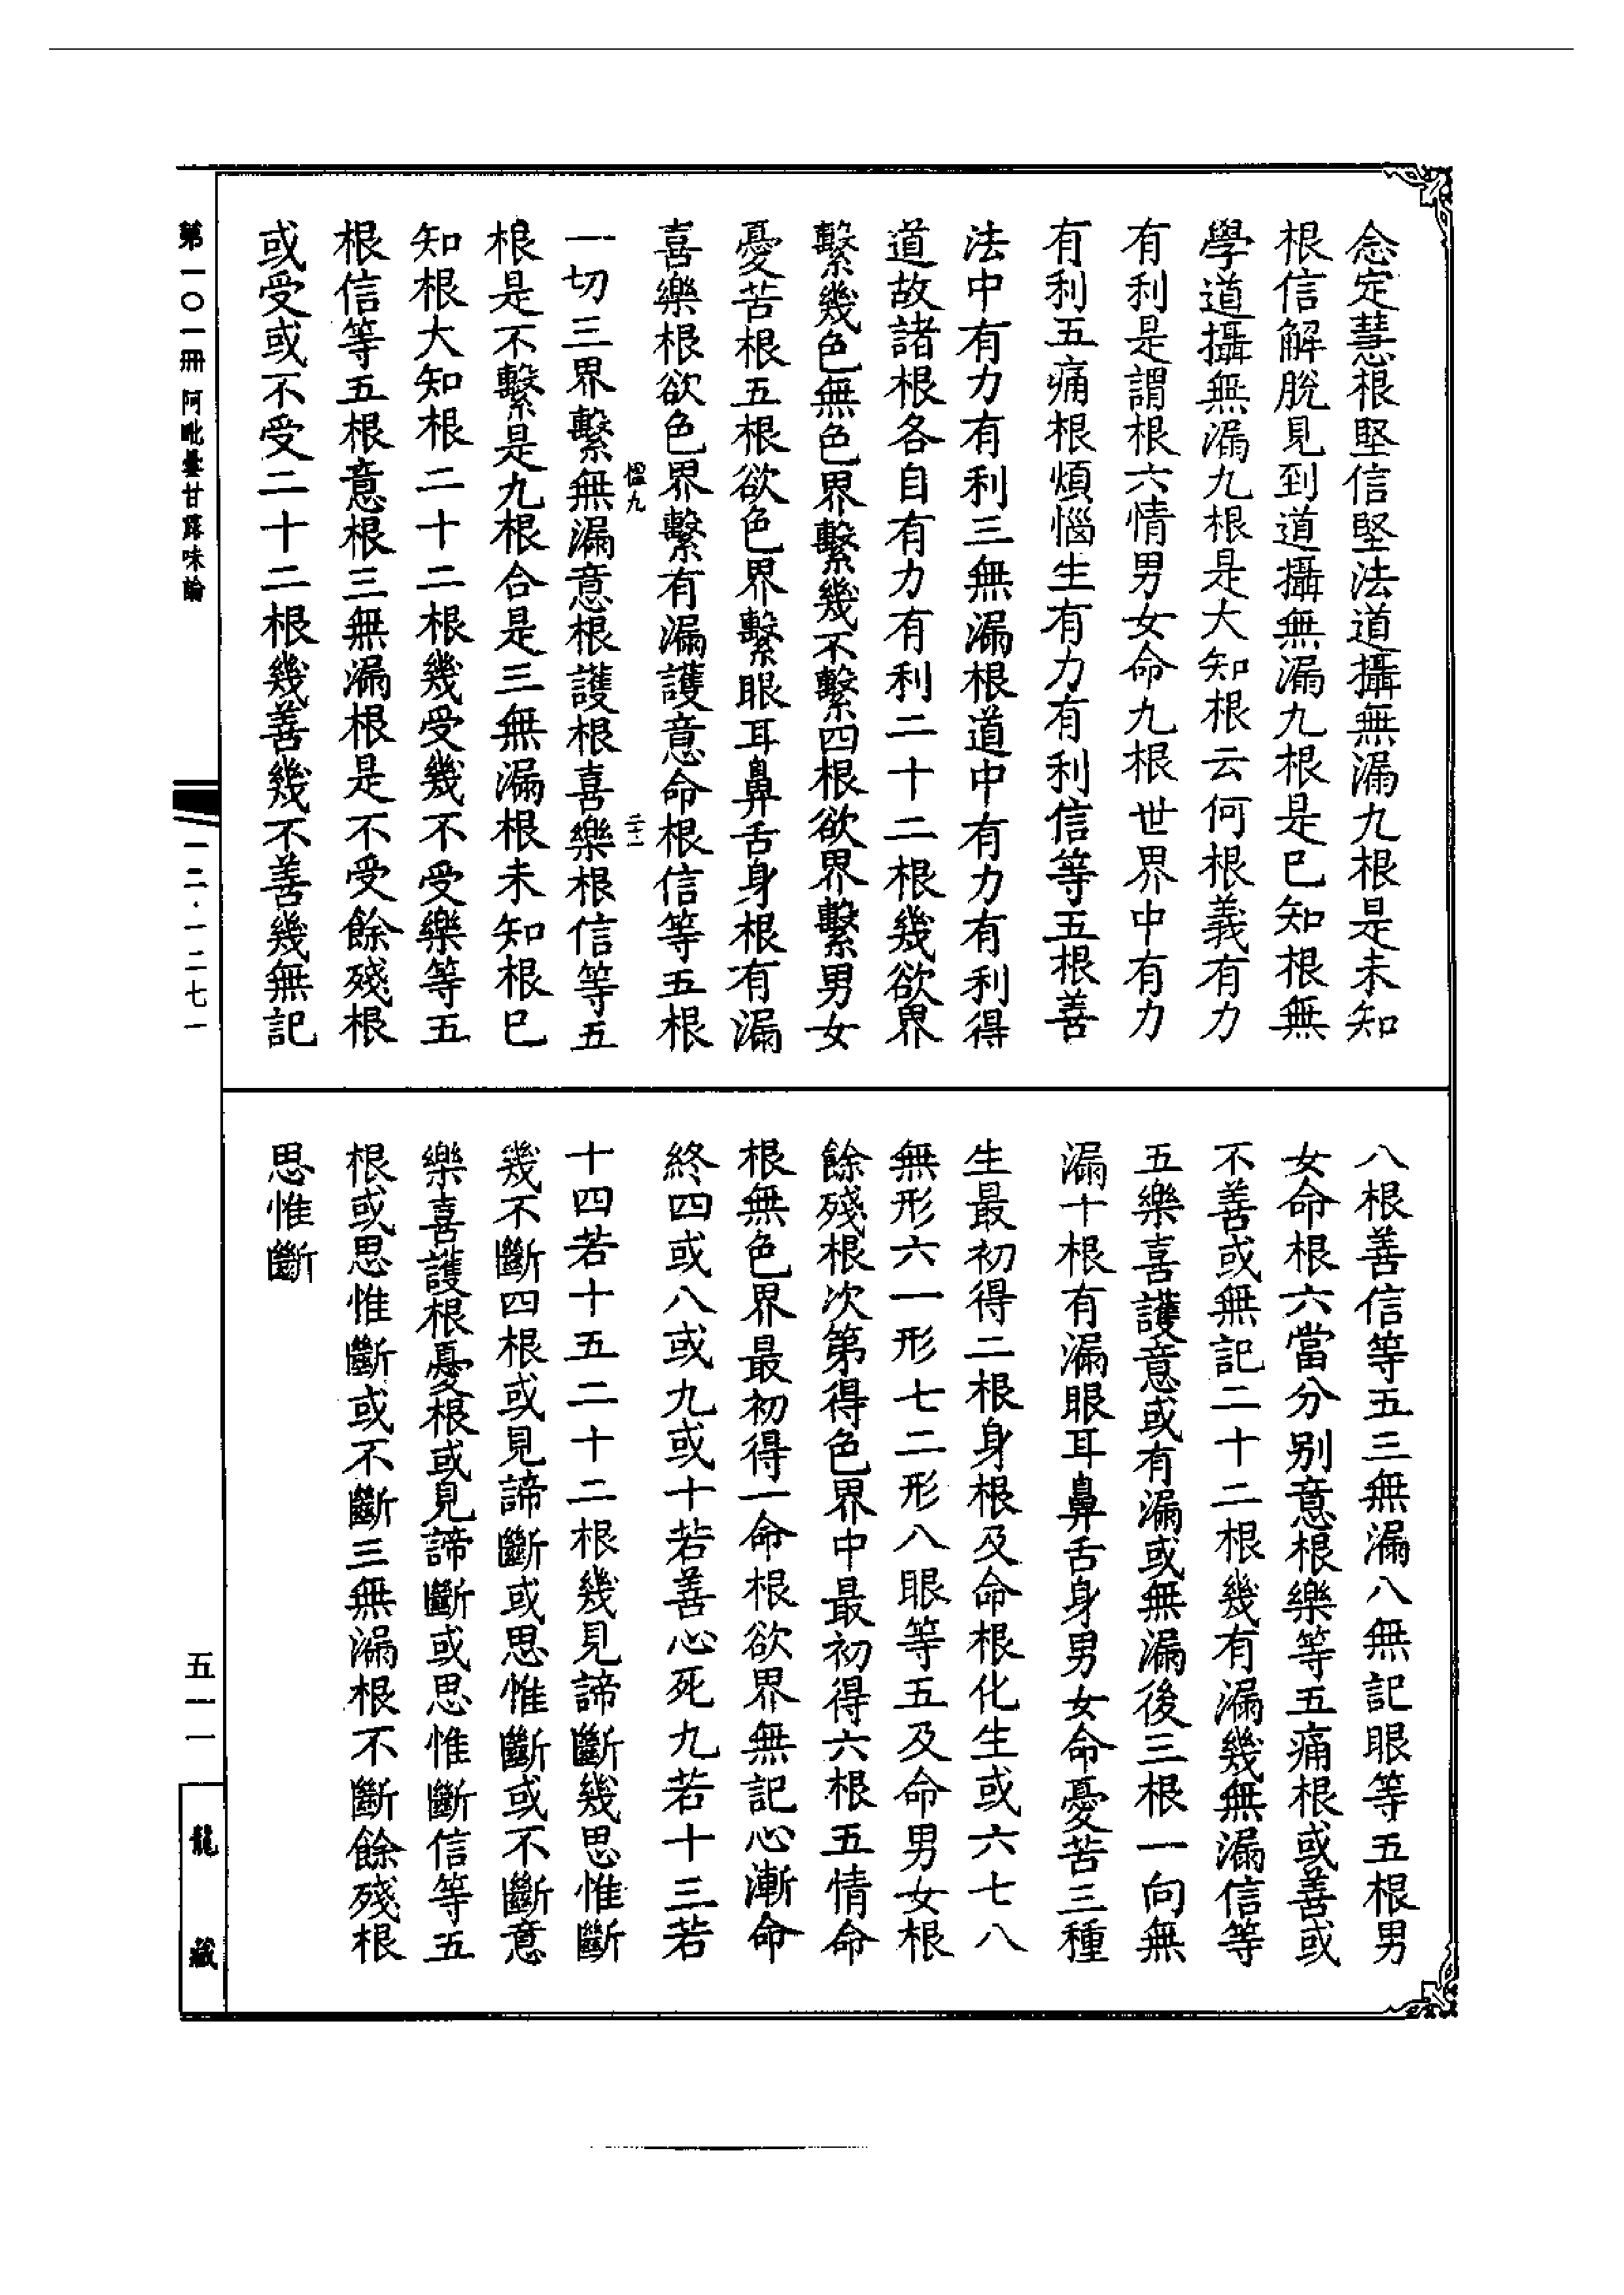 念定慧根堅信堅法道攝無漏九根是未知
根信解脫見到道攝無漏九根是已知根無
學道攝無漏九根是大知根云何根義有力
有利是謂根六情男女命九根世界中有力
有利五痛根煩惱生有力有利信等五根善
法中有力有利三無漏根道中有力有利得
道故諸根各自有力有利二十二根幾欲界
繫幾色無色界繫幾不繫四根欲界繫男女
憂苦根五根欲色界繫眼耳鼻舌身根有漏
喜樂根欲色界繫有漏護意命根信等五根
一切三界繫無漏意根護根喜樂根信等五
根是不繫是九根合是三無漏根未知根已
知根大知根二十二根幾受幾不受樂等五
根信等五根意根三無漏根是不受餘殘根
或受或不受二十二根幾善幾不善幾無記
八根善信等五三無漏八無記眼等五根男
女命根六當分別意根樂等五痛根或善或
不善或無記二十二根幾有漏幾無漏信等
五樂喜護意或有漏或無漏後三根一向無
漏十根有漏眼耳鼻舌身男女命憂苦三種
生最初得二根身根及命根化生或六七八
無形六一形七二形八眼等五及命男女根
餘殘根次第得色界中最初得六根五情命
根無色界最初得一命根欲界無記心漸命
終四或八或九或十若善心死九若十三若
十四若十五二十二根幾見諦斷幾思惟斷
幾不斷四根或見諦斷或思惟斷或不斷意
樂喜護根憂根或見諦斷或思惟斷信等五
根或思惟斷或不斷三無漏根不斷餘殘根
思惟斷
第一〇一冊 阿毗曇甘露味論
一二·一二七一
五一一
龍藏